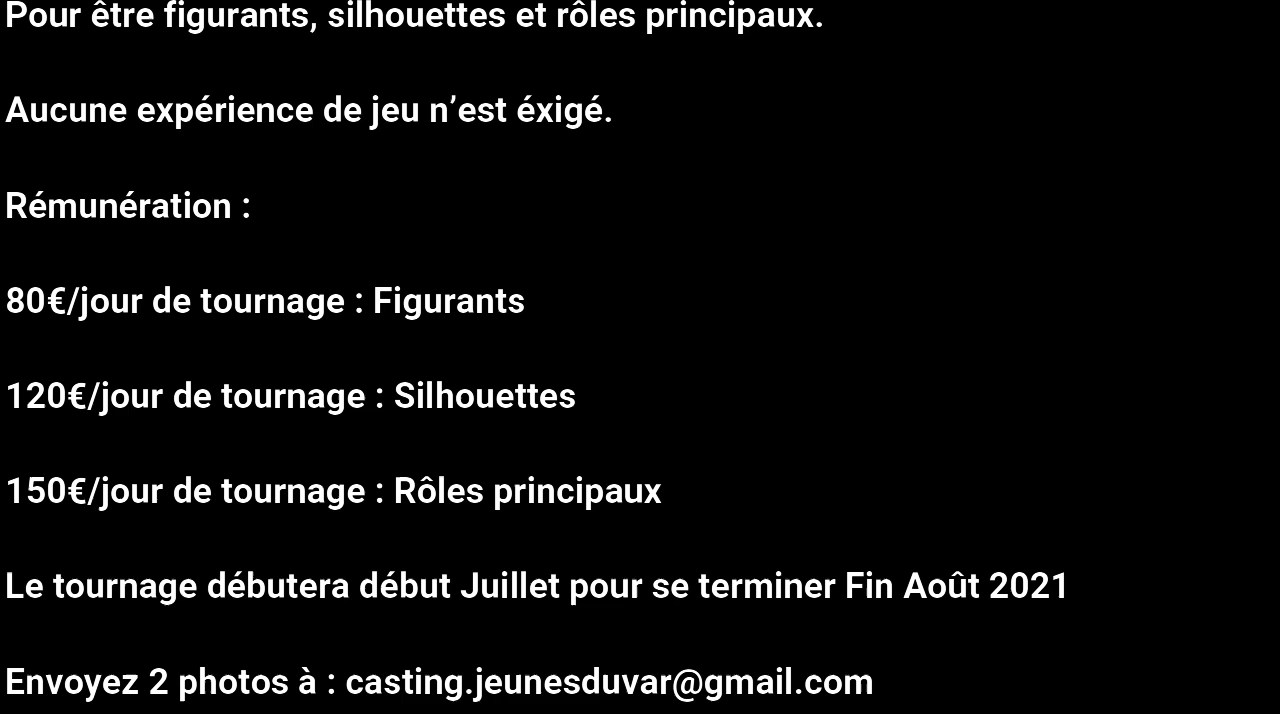 Pour être figurants, silhouettes et rôles principaux.
Aucune expérience de jeu n’est éxigé.
Rémunération :
80€/jour de tournage : Figurants
120€/jour de tournage : Silhouettes
150€/jour de tournage : Rôles principaux
Le tournage débutera début Juillet pour se terminer Fin Août 2021
Envoyez 2 photos à : casting.jeunesduvar@gmail.com